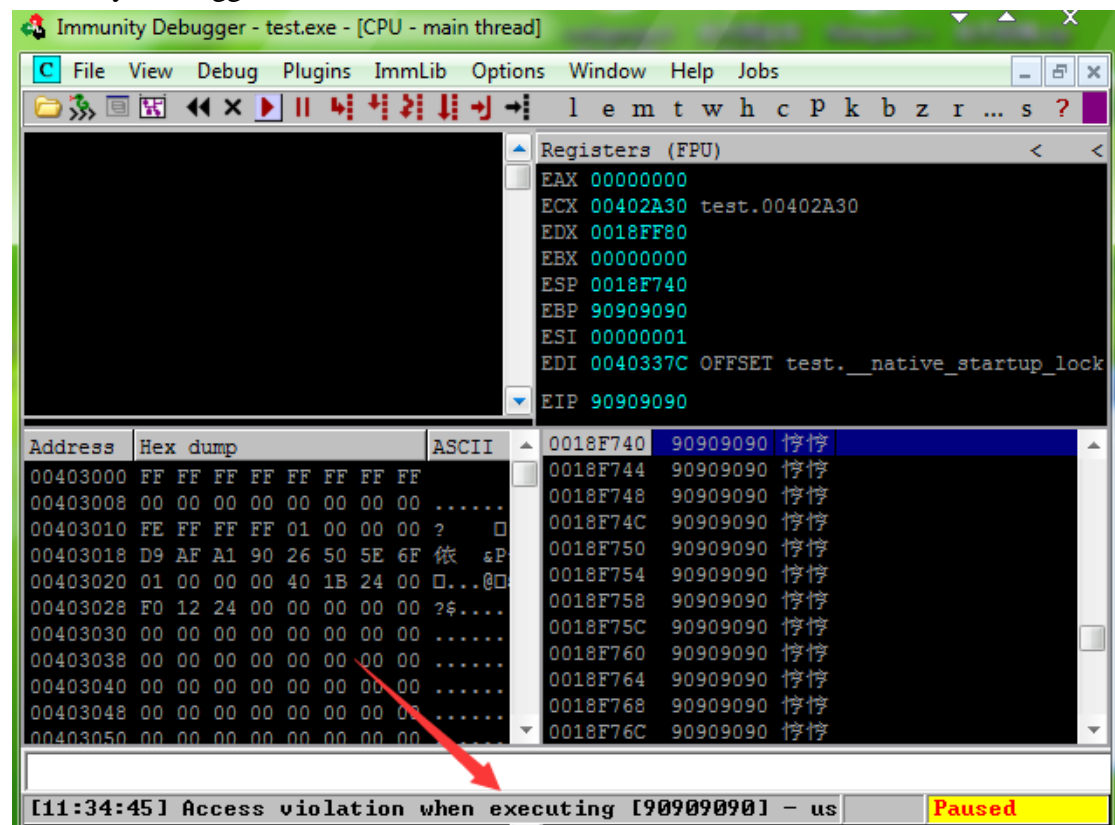 Immunity Debugger - test.exe - [CPU - main thread]
C File View Debug Plugins ImmLib Options Window Help Jobs
l e m t w h c P k b z r ... s ?
Registers (FPU) < <
EAX 00000000
ECX 00402A30 test.00402A30
EDX 0018FF80
EBX 00000000
ESP 0018F740
EBP 90909090
ESI 00000001
EDI 0040337C OFFSET test.__native_startup_lock
EIP 90909090
Address Hex dump ASCII
00403000 FF FF FF FF FF FF FF FF
00403008 00 00 00 00 00 00 00 00 ......
00403010 FE FF FF FF 01 00 00 00 ?
00403018 D9 AF A1 90 26 50 5E 6F &P
00403020 01 00 00 00 40 1B 24 00 ...@
00403028 F0 12 24 00 00 00 00 00 ?$....
00403030 00 00 00 00 00 00 00 00 ......
00403038 00 00 00 00 00 00 00 00 ......
00403040 00 00 00 00 00 00 00 00 ......
00403048 00 00 00 00 00 00 00 00 ......
00403050 00 00 00 00 00 00 00 00
0018F740 90909090 悙悙
0018F744 90909090 悙悙
0018F748 90909090 悙悙
0018F74C 90909090 悙悙
0018F750 90909090 悙悙
0018F754 90909090 悙悙
0018F758 90909090 悙悙
0018F75C 90909090 悙悙
0018F760 90909090 悙悙
0018F764 90909090 悙悙
0018F768 90909090 悙悙
0018F76C 90909090 悙悙
[11:34:45] Access violation when executing [90909090] - us
Paused